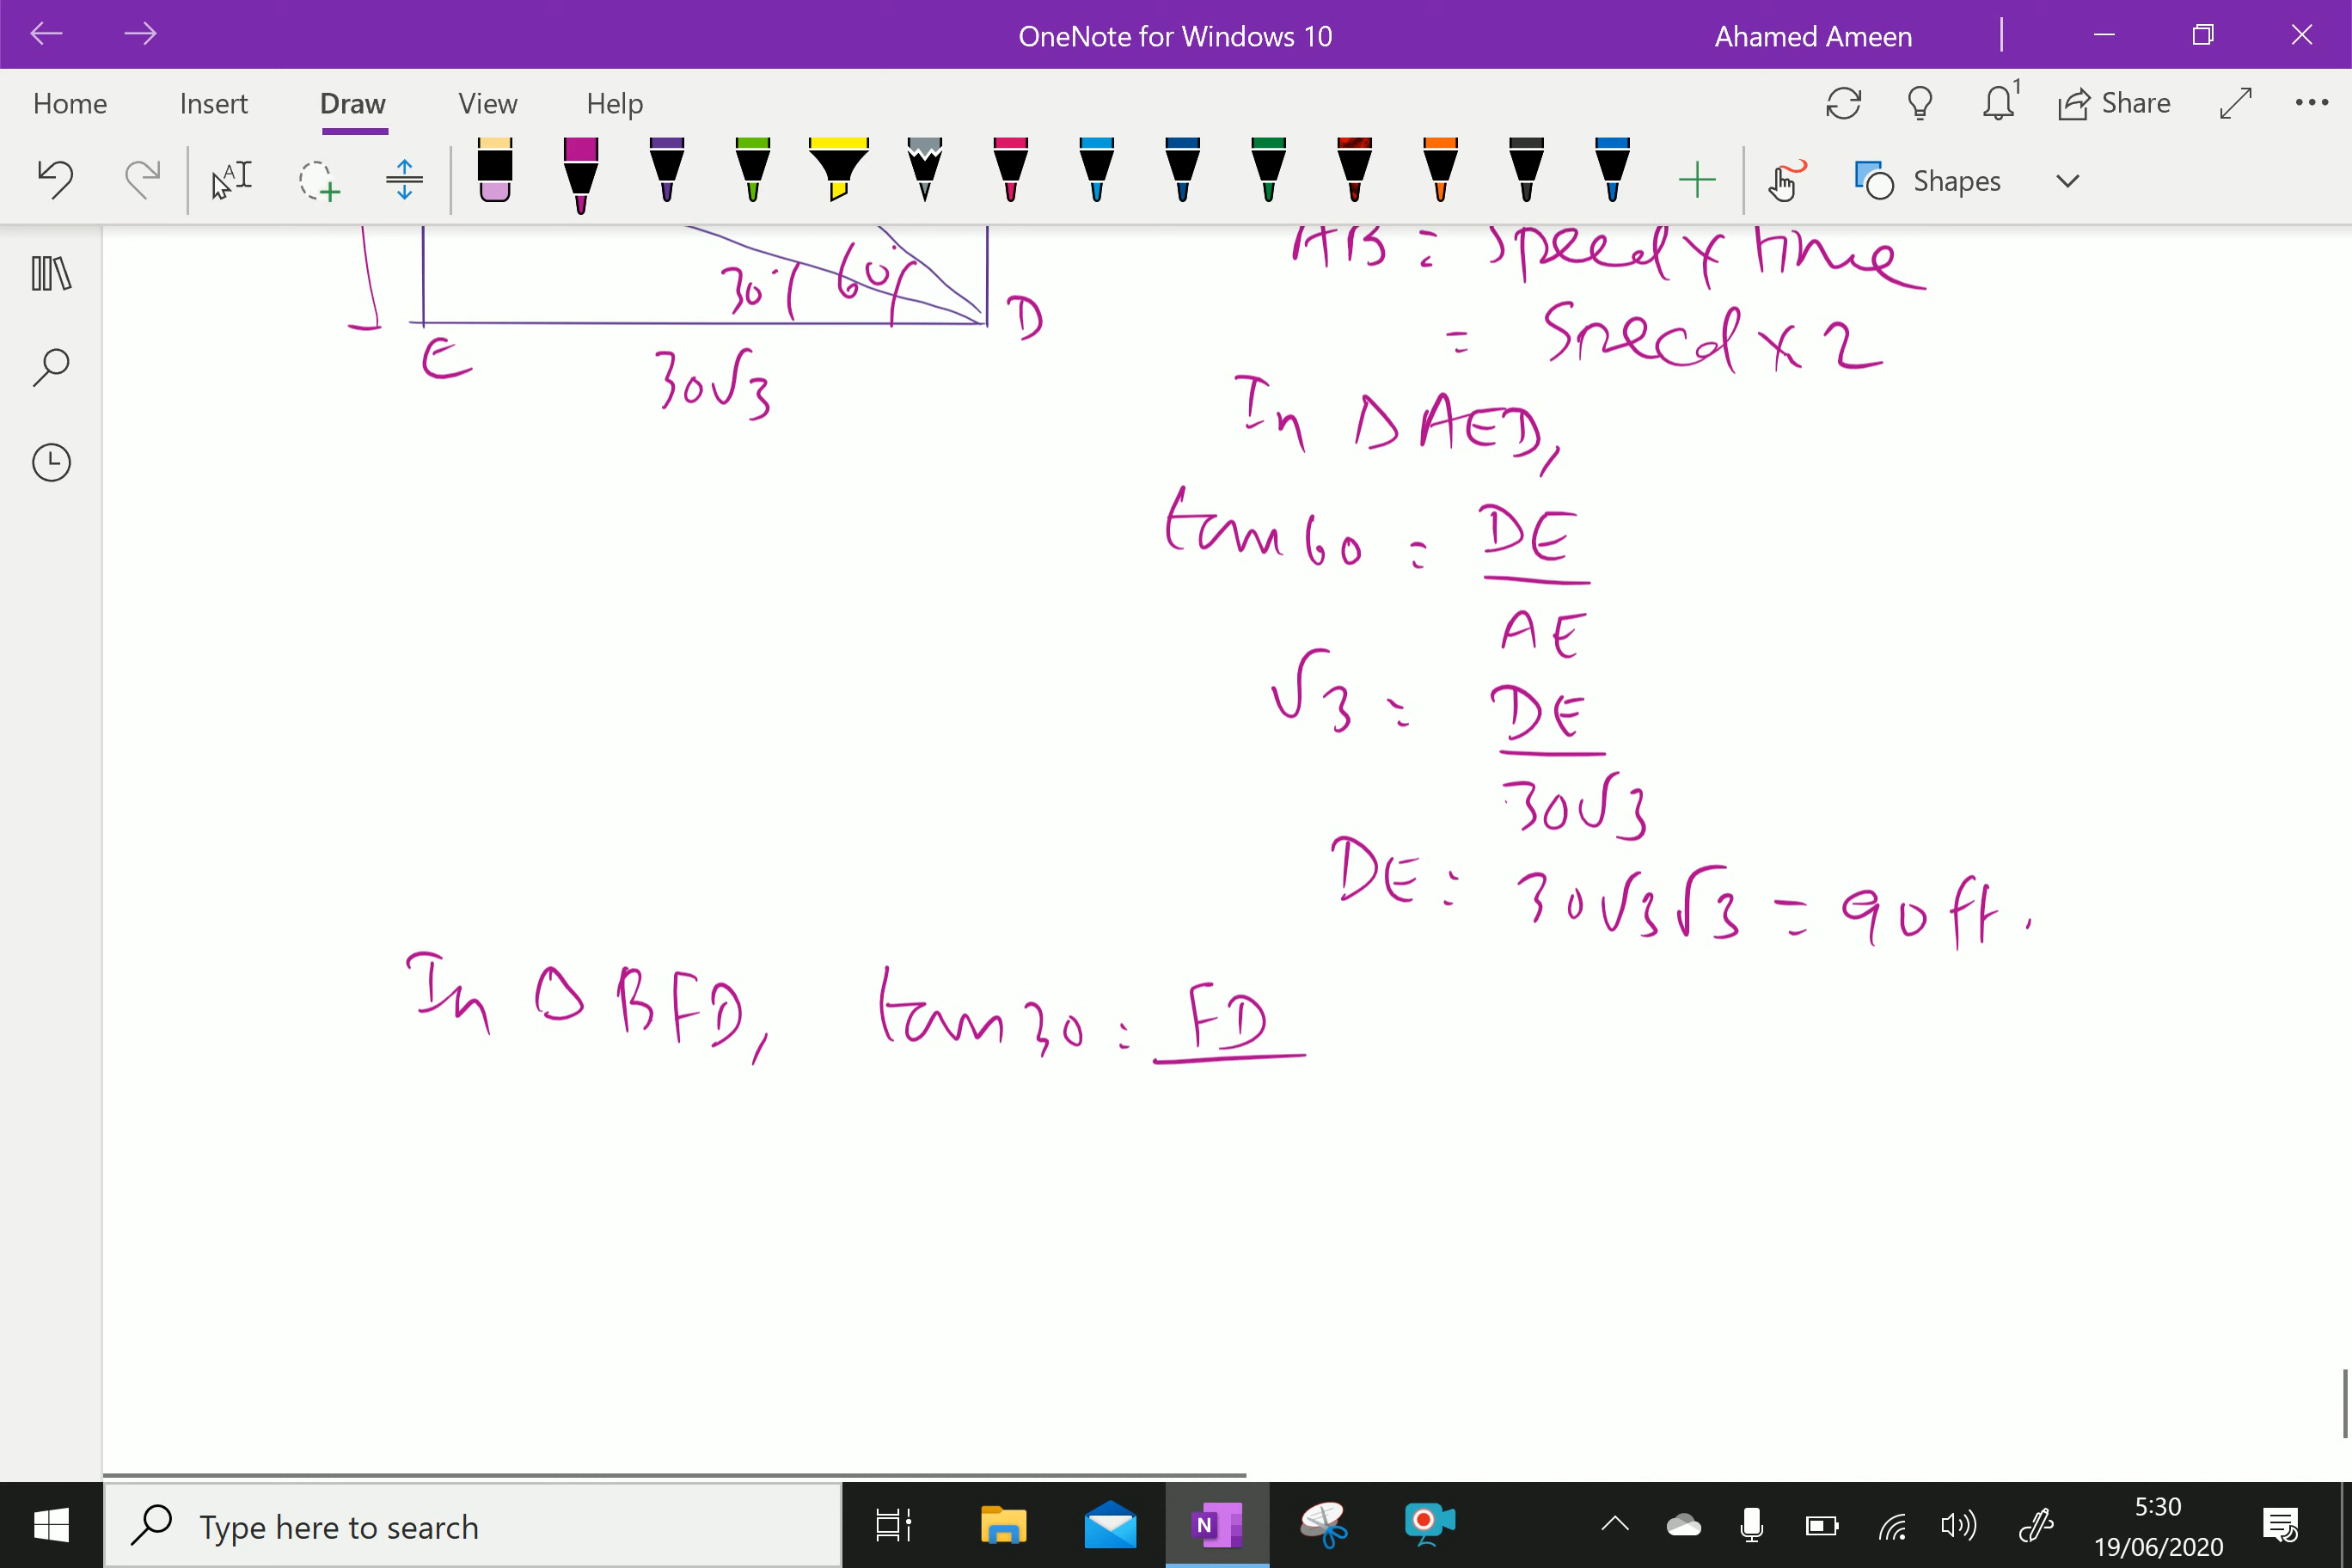 OneNote for Windows 10
Ahamed Ameen
Home Insert Draw View Help
1 Share
Shapes
AB = Speed x time
30° 60°
D
E
30√3
= Speed x 2
In Δ AED,
tan 60 = DE
AE
√3 = DE
30√3
DE = 30√3√3 = 90 ft.
In Δ BFD, tan 30 = FD
Type here to search
N
5:30
19/06/2020